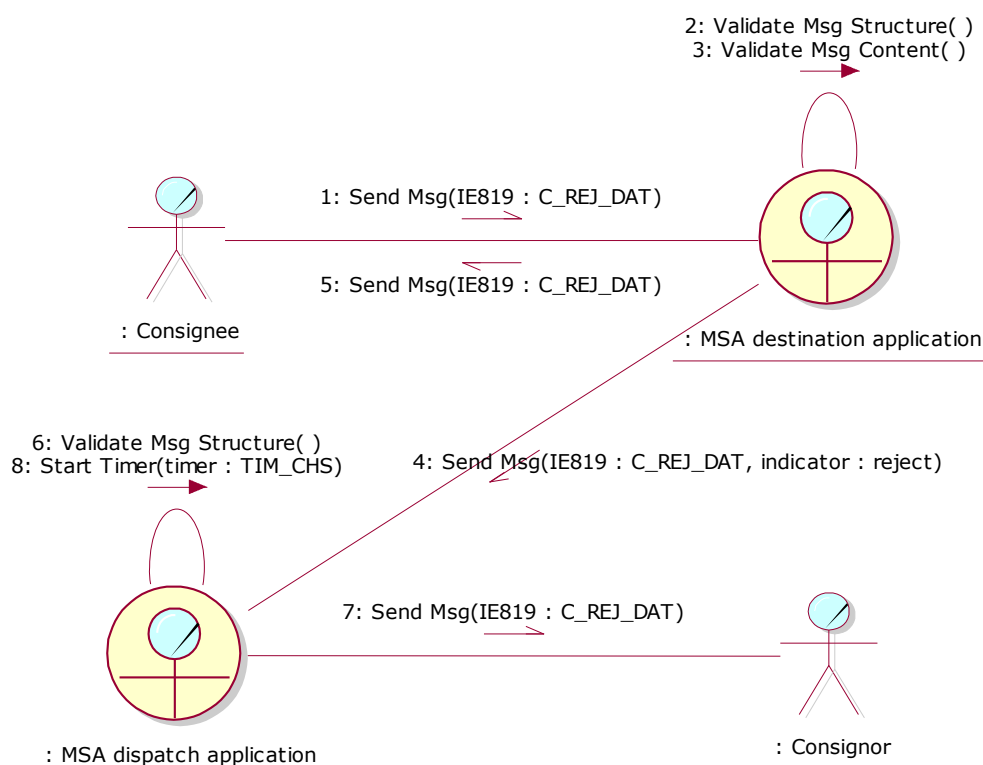 2: Validate Msg Structure( )
3: Validate Msg Content( )
1: Send Msg(IE819 : C_REJ_DAT)
5: Send Msg(IE819 : C_REJ_DAT)
: Consignee
: MSA destination application
6: Validate Msg Structure( )
8: Start Timer(timer : TIM_CHS)
4: Send Msg(IE819 : C_REJ_DAT, indicator : reject)
7: Send Msg(IE819 : C_REJ_DAT)
: MSA dispatch application
: Consignor